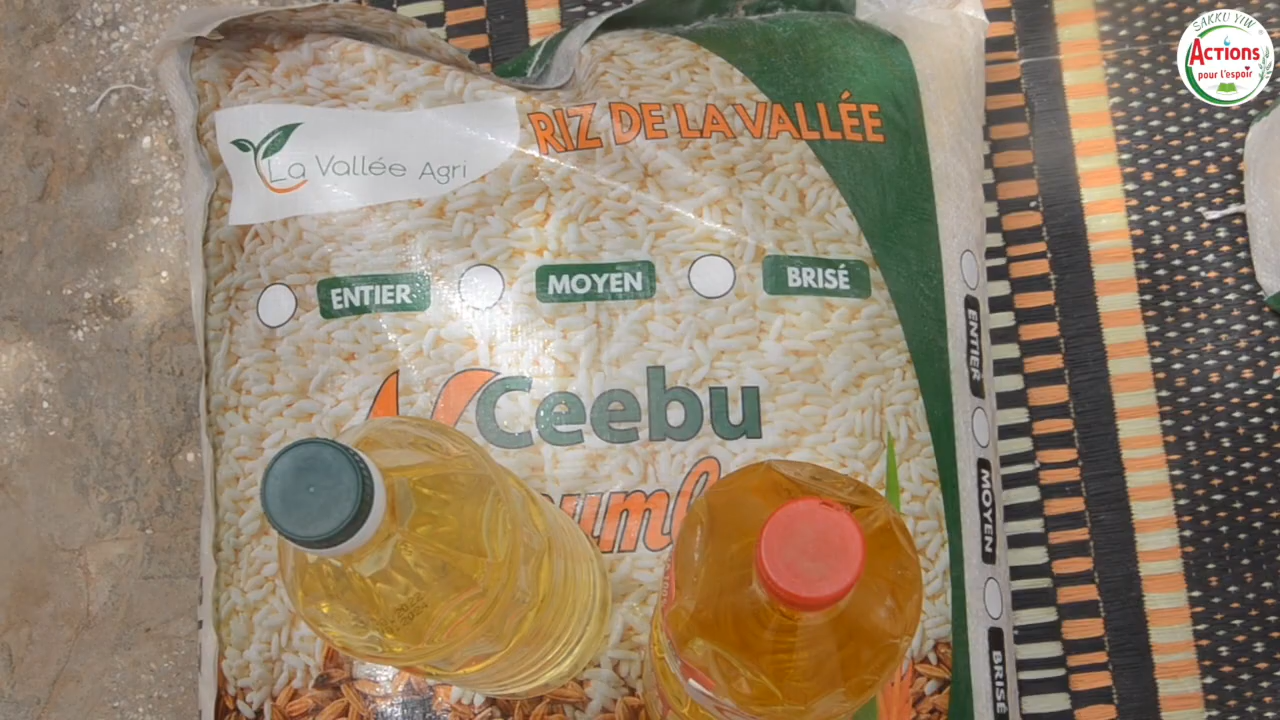 SAKKU YIW
ACTIONS
pour l'espoir
RIZ DE LA VALLÉE
La Vallée Agri
ENTIER
MOYEN
BRISÉ
Ceebu
ENTIER
MOYEN
BRISÉ